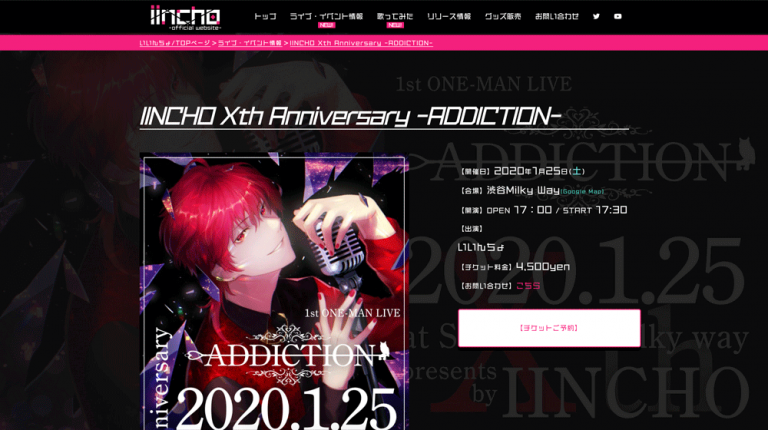 iincho
-official website-
トップ
ライブ・イベント情報
NEW
歌ってみた
NEW
リリース情報
グッズ販売
お問い合わせ
いいんちょ/TOPページ > ライブ・イベント情報 > IINCHO Xth Anniversary -ADDICTION-
1st ONE-MAN LIVE
IINCHO Xth Anniversary -ADDICTION-
ADDICTION
【開催日】2020年1月25日(土)
【会場】渋谷Milky Way(Google Map)
【開演】OPEN 17：00 / START 17:30
【出演】
いいんちょ
【チケット料金】4,500yen
【お問い合わせ】こちら
【チケットご予約】
1st ONE-MAN LIVE
ADDICTION
2020.1.25
niversary
2020.1.25
at S lky way
Xth
presents
by
IINCHO